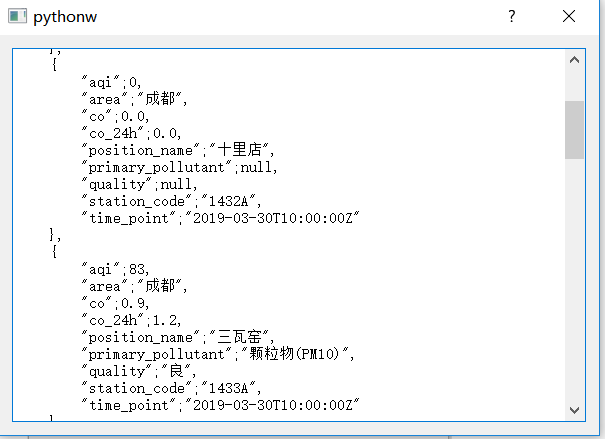 pythonw
},
{
"aqi";0,
"area";"成都",
"co";0.0,
"co_24h";0.0,
"position_name";"十里店",
"primary_pollutant";null,
"quality";null,
"station_code";"1432A",
"time_point";"2019-03-30T10:00:00Z"
},
{
"aqi";83,
"area";"成都",
"co";0.9,
"co_24h";1.2,
"position_name";"三瓦窑",
"primary_pollutant";"颗粒物(PM10)",
"quality";"良",
"station_code";"1433A",
"time_point";"2019-03-30T10:00:00Z"
}